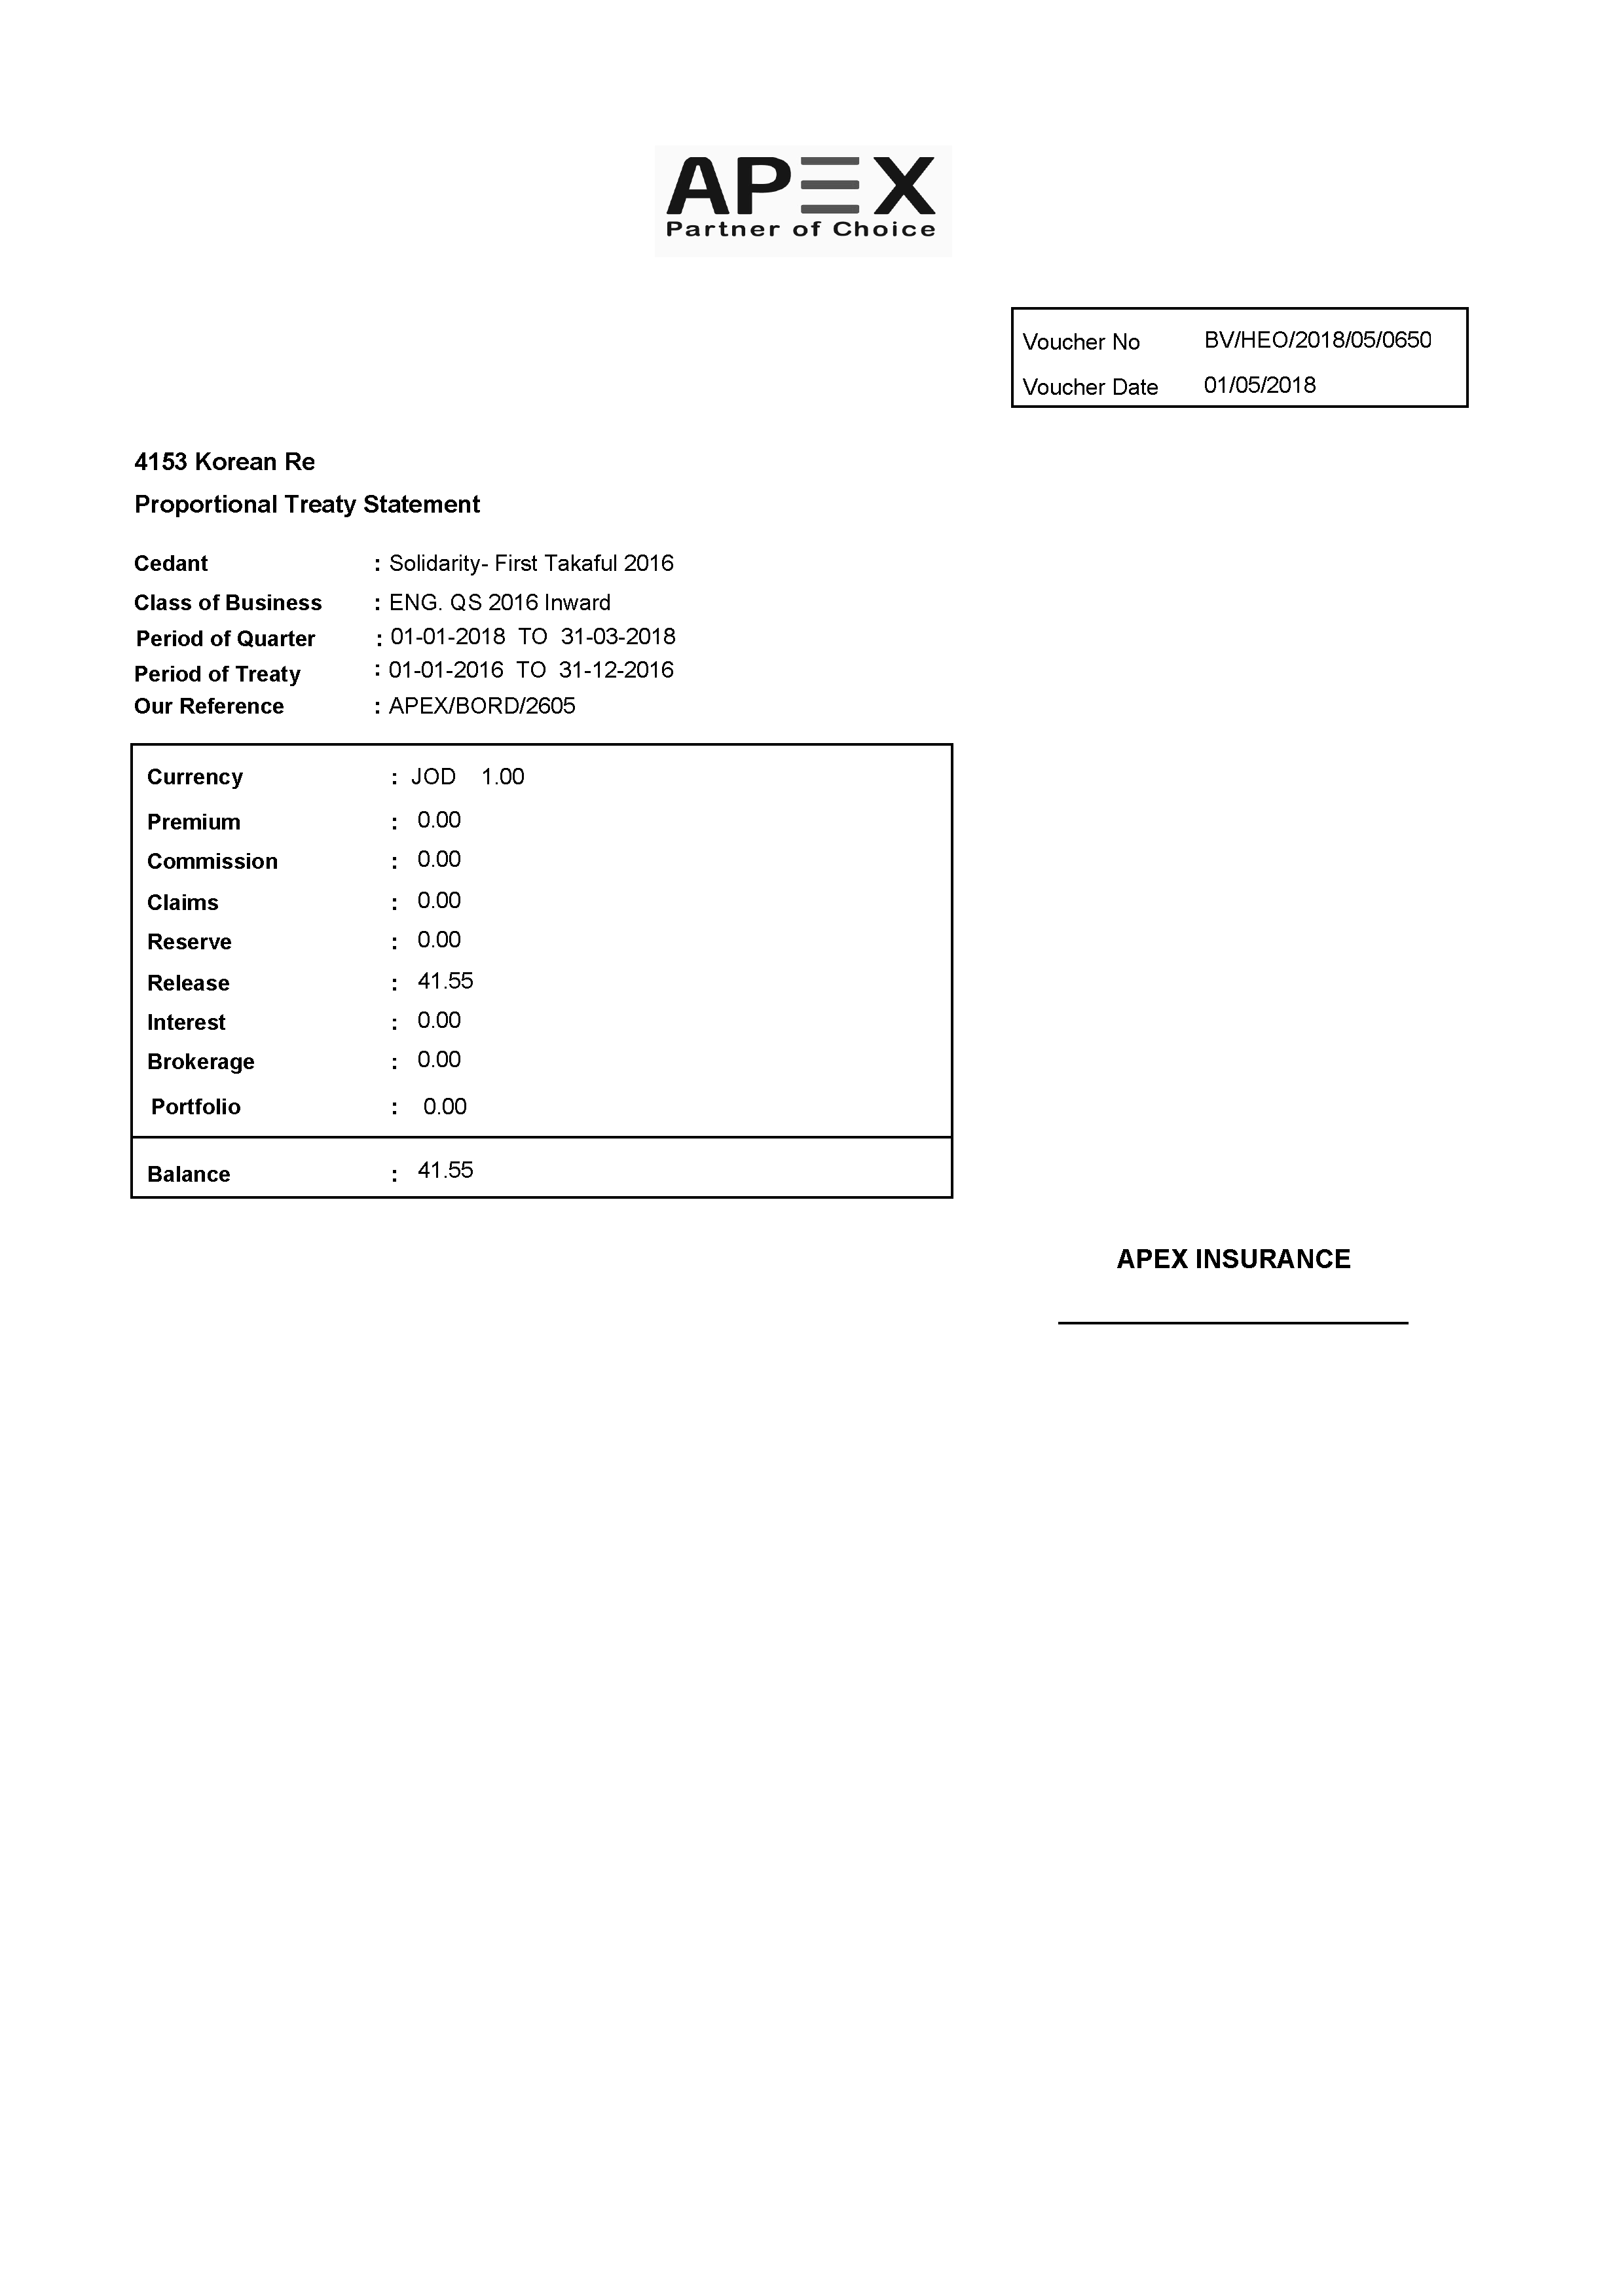 APEX
Partner of Choice
Voucher No BV/HEO/2018/05/0650
Voucher Date 01/05/2018
4153 Korean Re
Proportional Treaty Statement
Cedant : Solidarity- First Takaful 2016
Class of Business : ENG. QS 2016 Inward
Period of Quarter : 01-01-2018 TO 31-03-2018
Period of Treaty : 01-01-2016 TO 31-12-2016
Our Reference : APEX/BORD/2605
Currency : JOD 1.00
Premium : 0.00
Commission : 0.00
Claims : 0.00
Reserve : 0.00
Release : 41.55
Interest : 0.00
Brokerage : 0.00
Portfolio : 0.00
Balance : 41.55
APEX INSURANCE